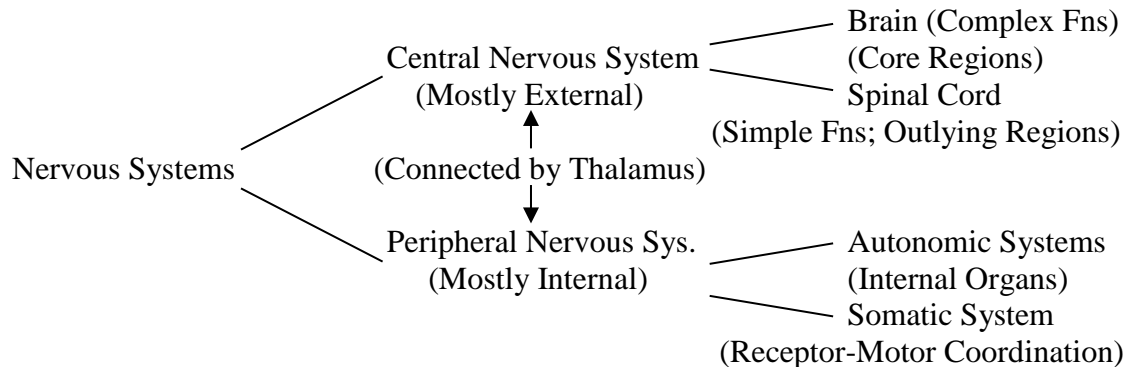 Brain (Complex Fns)
Central Nervous System
(Core Regions)
(Mostly External)
Spinal Cord
(Simple Fns; Outlying Regions)
Nervous Systems
(Connected by Thalamus)
Peripheral Nervous Sys.
Autonomic Systems
(Mostly Internal)
(Internal Organs)
Somatic System
(Receptor-Motor Coordination)